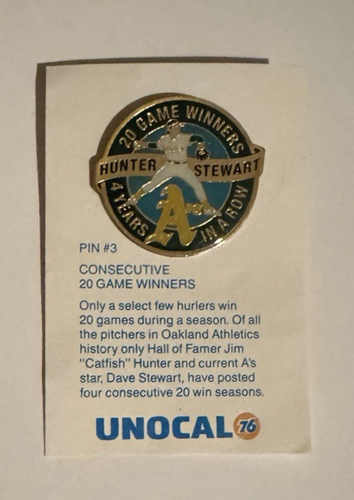 20 GAME WINNERS
HUNTER STEWART
4 YEARS IN A ROW
A's
PIN #3
CONSECUTIVE
20 GAME WINNERS
Only a select few hurlers win
20 games during a season. Of all
the pitchers in Oakland Athletics
history only Hall of Famer Jim
"Catfish" Hunter and current A's
star, Dave Stewart, have posted
four consecutive 20 win seasons.
UNOCAL 76